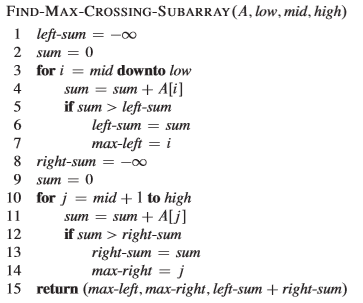 FIND-MAX-CROSSING-SUBARRAY(A, low, mid, high)
1 left-sum = −∞
2 sum = 0
3 for i = mid downto low
4 sum = sum + A[i]
5 if sum > left-sum
6 left-sum = sum
7 max-left = i
8 right-sum = −∞
9 sum = 0
10 for j = mid + 1 to high
11 sum = sum + A[j]
12 if sum > right-sum
13 right-sum = sum
14 max-right = j
15 return (max-left, max-right, left-sum + right-sum)